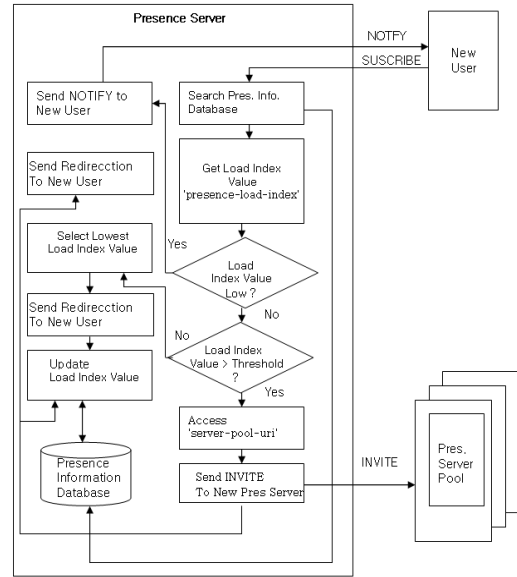 Presence Server
NOTFY
SUSCRIBE
New
User
Send NOTIFY to
New User
Search Pres. Info.
Database
Send Redirecction
To New User
Get Load Index
Value
'presence-load-index'
Select Lowest
Load Index Value
Yes
Load
Index Value
Low ?
No
Send Redirecction
To New User
No
Load Index
Value > Threshold
?
Yes
Update
Load Index Value
Access
'server-pool-uri'
Presence
Information
Database
Send INVITE
To New Pres Server
INVITE
Pres,
Server
Pool